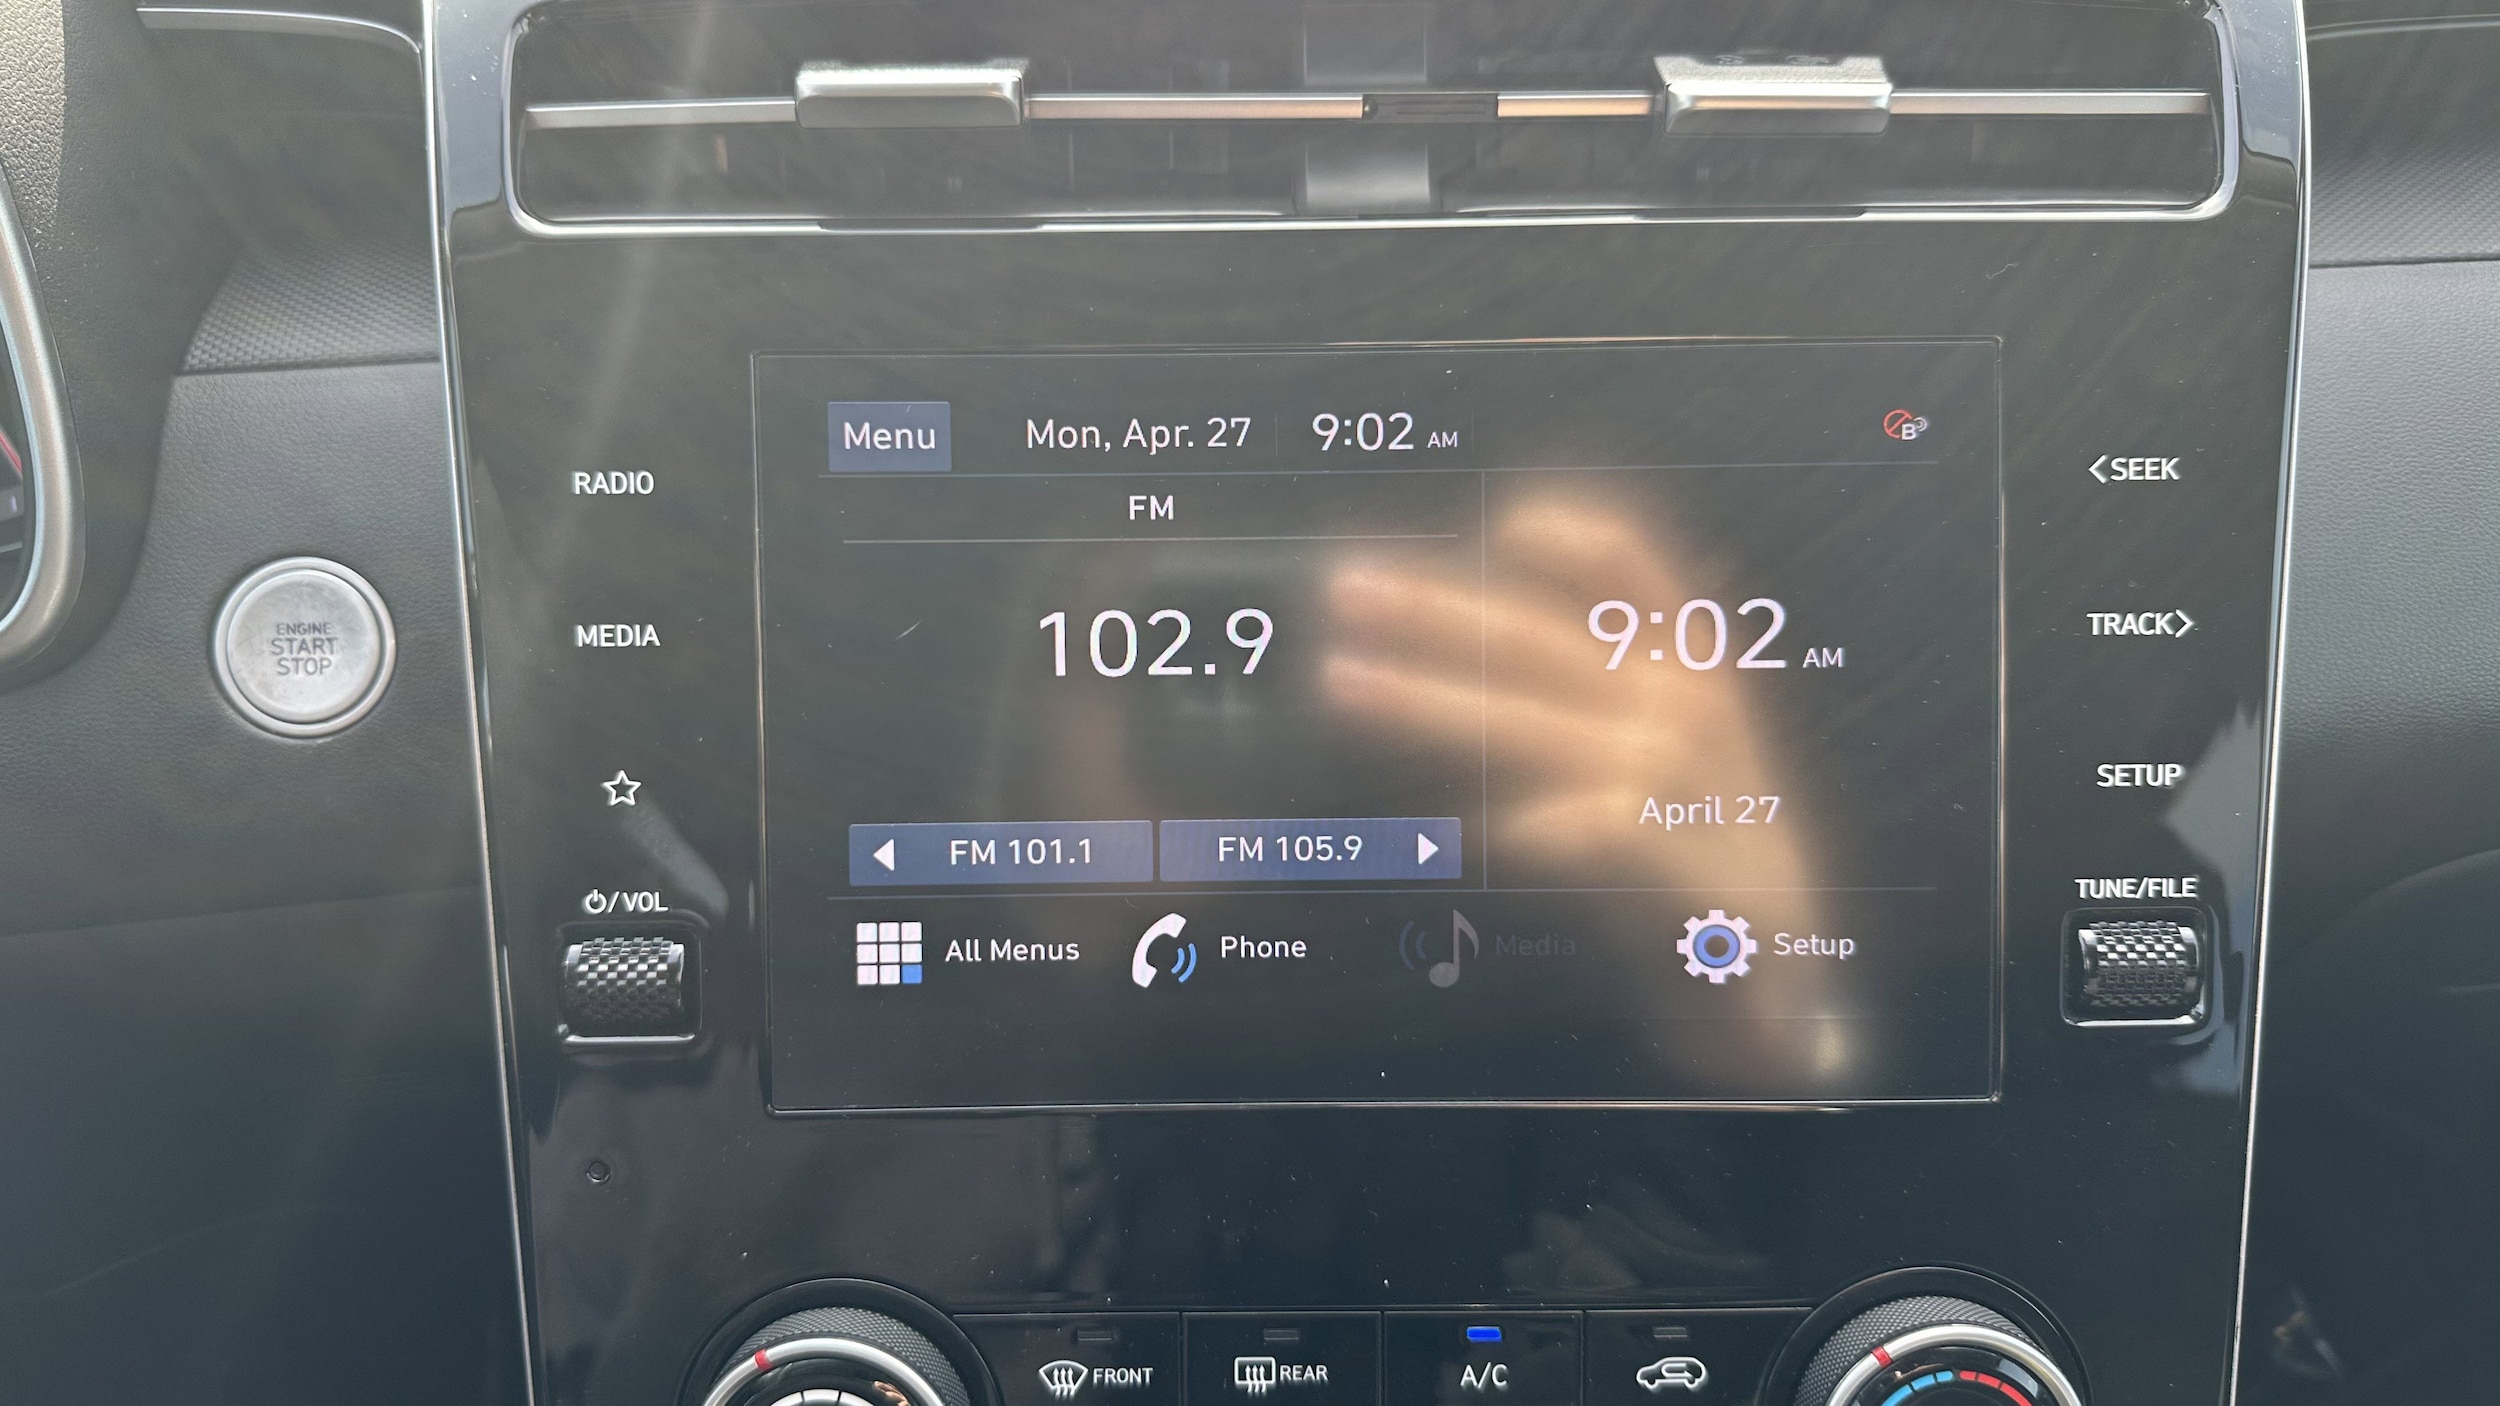 Menu
Mon, Apr. 27
9:02 AM
B
RADIO
<SEEK
FM
ENGINE
START
STOP
MEDIA
102.9
9:02 AM
TRACK>
April 27
SETUP
FM 101.1
FM 105.9
/VOL
TUNE/FILE
All Menus
Phone
Media
Setup
FRONT
REAR
A/C